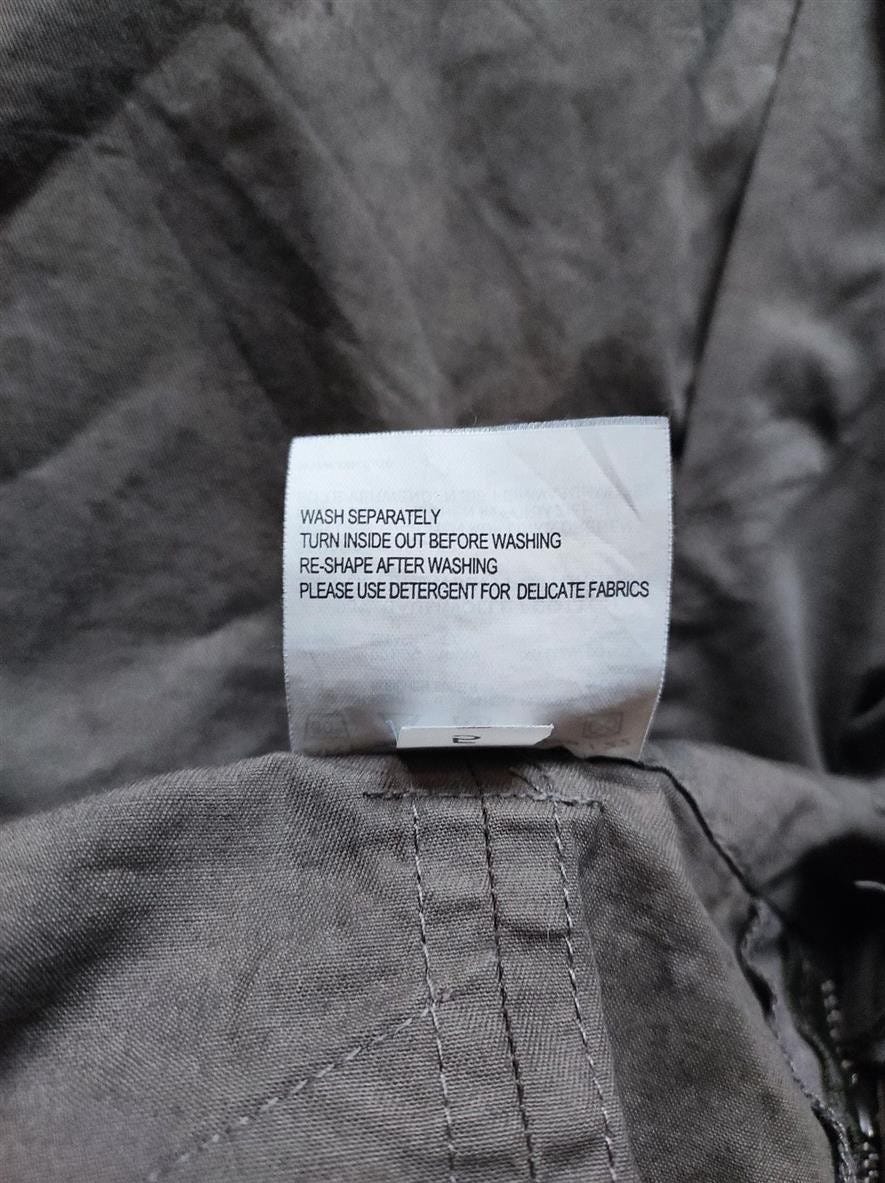 WASH SEPARATELY
TURN INSIDE OUT BEFORE WASHING
RE-SHAPE AFTER WASHING
PLEASE USE DETERGENT FOR DELICATE FABRICS